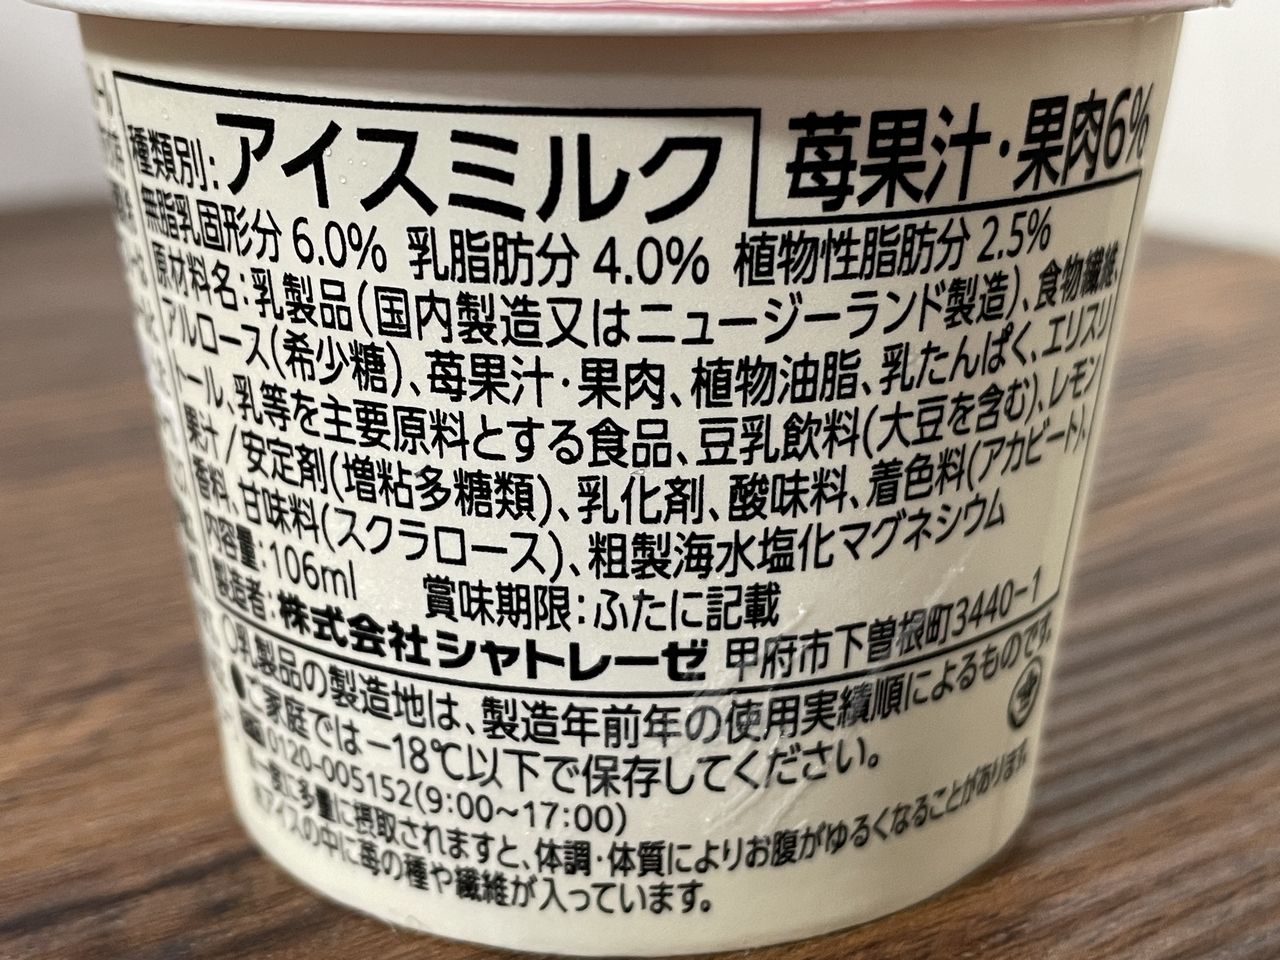 種類別:アイスミルク
苺果汁・果肉6%
無脂乳固形分 6.0% 乳脂肪分 4.0% 植物性脂肪分 2.5%
原材料名:乳製品(国内製造又はニュージーランド製造)、食物繊維、
アルロース(希少糖)、苺果汁・果肉、植物油脂、乳たんぱく、エリスリ
トール、乳等を主要原料とする食品、豆乳飲料(大豆を含む)、レモン
果汁/安定剤(増粘多糖類)、乳化剤、酸味料、着色料(アカビート)、
香料、甘味料(スクラロース)、粗製海水塩化マグネシウム
内容量:106ml 賞味期限:ふたに記載
製造者:株式会社シャトレーゼ 甲府市下曽根町3440-1
〇乳製品の製造地は、製造年前年の使用実績順によるものです。
●ご家庭では-18℃以下で保存してください。
0120-005152(9:00~17:00)
一度に多量に摂取されますと、体調・体質によりお腹がゆるくなることがあります。
アイスの中に苺の種や繊維が入っています。